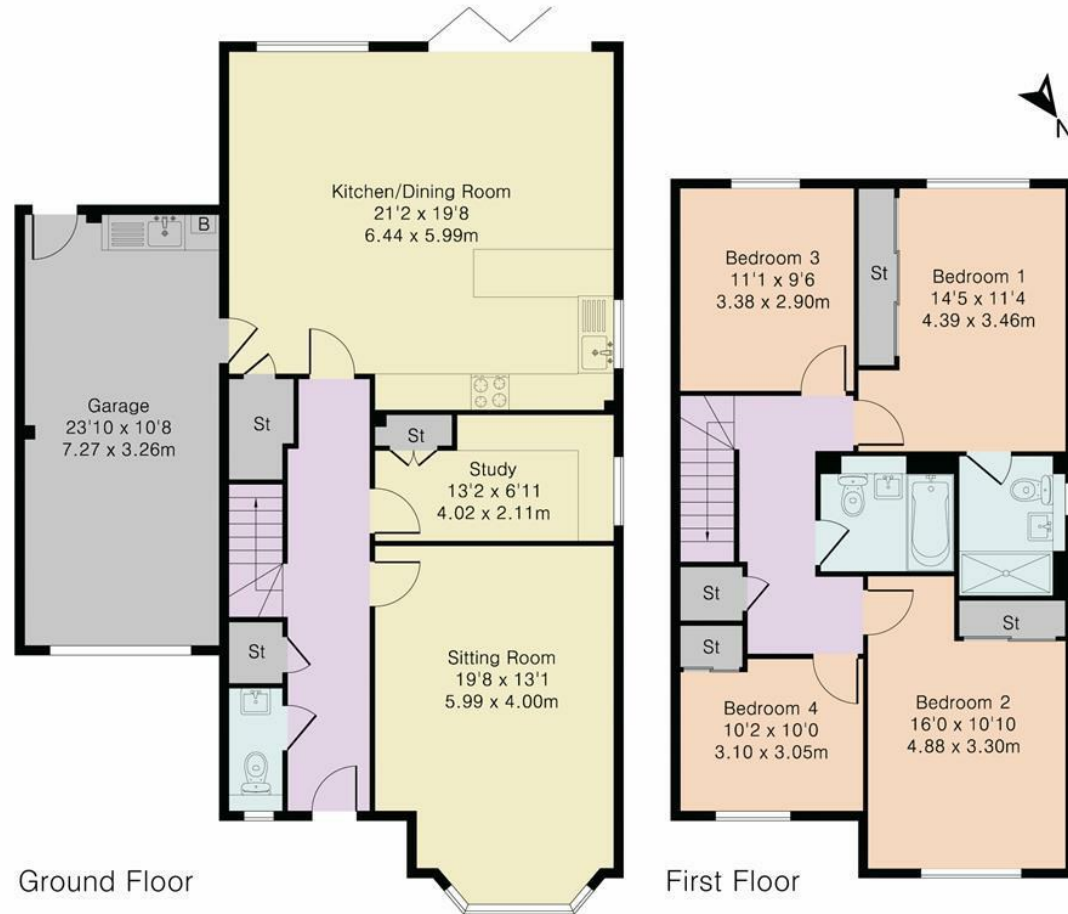 Kitchen/Dining Room
21'2 x 19'8
6.44 x 5.99m
N
B
Garage
23'10 x 10'8
7.27 x 3.26m
St
St
Study
13'2 x 6'11
4.02 x 2.11m
St
Sitting Room
19'8 x 13'1
5.99 x 4.00m
Ground Floor
Bedroom 3
11'1 x 9'6
3.38 x 2.90m
St
Bedroom 1
14'5 x 11'4
4.39 x 3.46m
St
St
St
Bedroom 4
10'2 x 10'0
3.10 x 3.05m
Bedroom 2
16'0 x 10'10
4.88 x 3.30m
First Floor